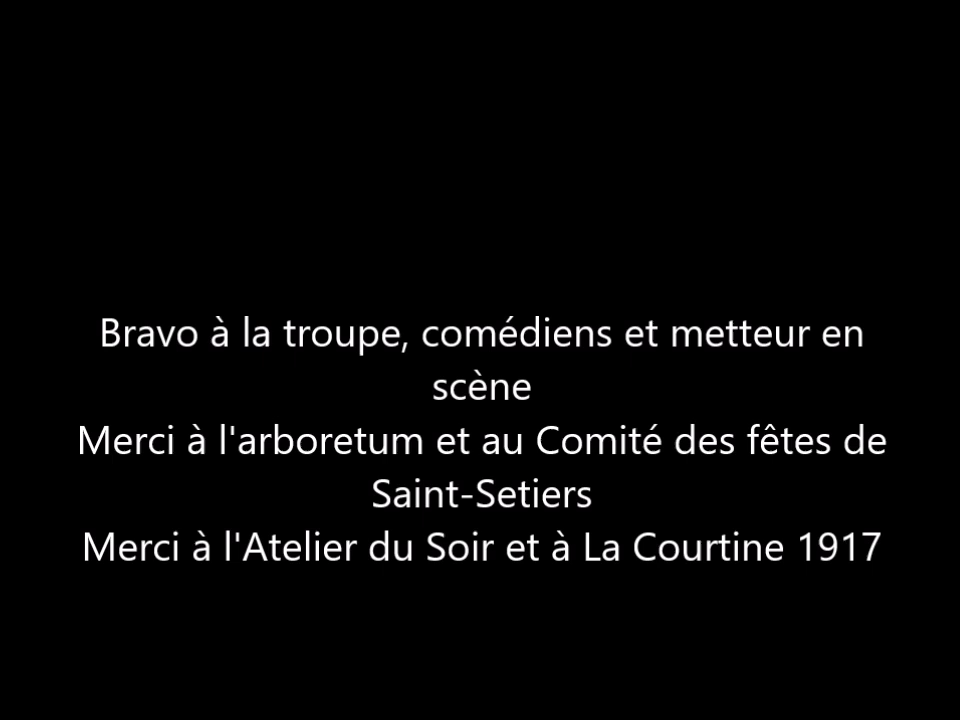 Bravo à la troupe, comédiens et metteur en
scène
Merci à l'arboretum et au Comité des fêtes de
Saint-Setiers
Merci à l'Atelier du Soir et à La Courtine 1917